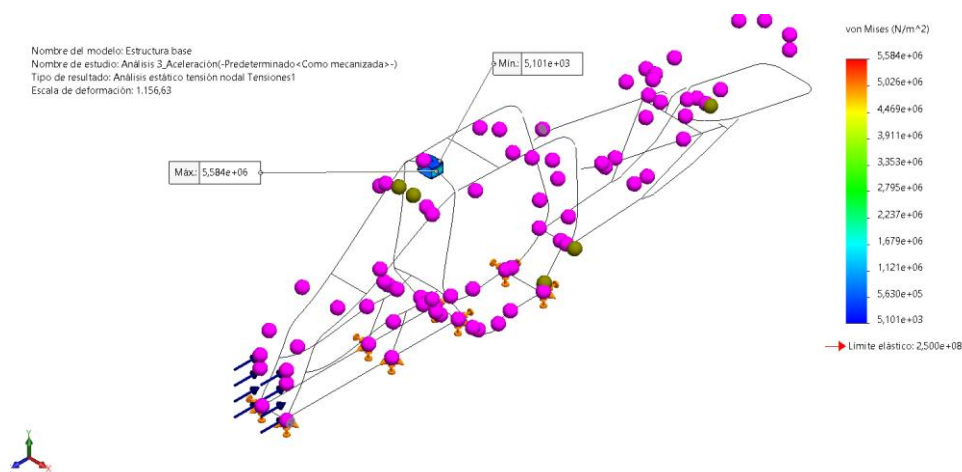 von Mises (N/m^2)
Nombre del modelo: Estructura base
Nombre de estudio: Análisis 3_Aceleración(-Predeterminado<Como mecanizada>-)
Tipo de resultado: Análisis estático tensión nodal Tensiones1
Escala de deformación: 1.156,63
Mín.: 5,101e+03
Máx.: 5,584e+06
5,584e+06
5,026e+06
4,469e+06
3,911e+06
3,353e+06
2,795e+06
2,237e+06
1,679e+06
1,121e+06
5,630e+05
5,101e+03
Límite elástico: 2,500e+08
Y
X